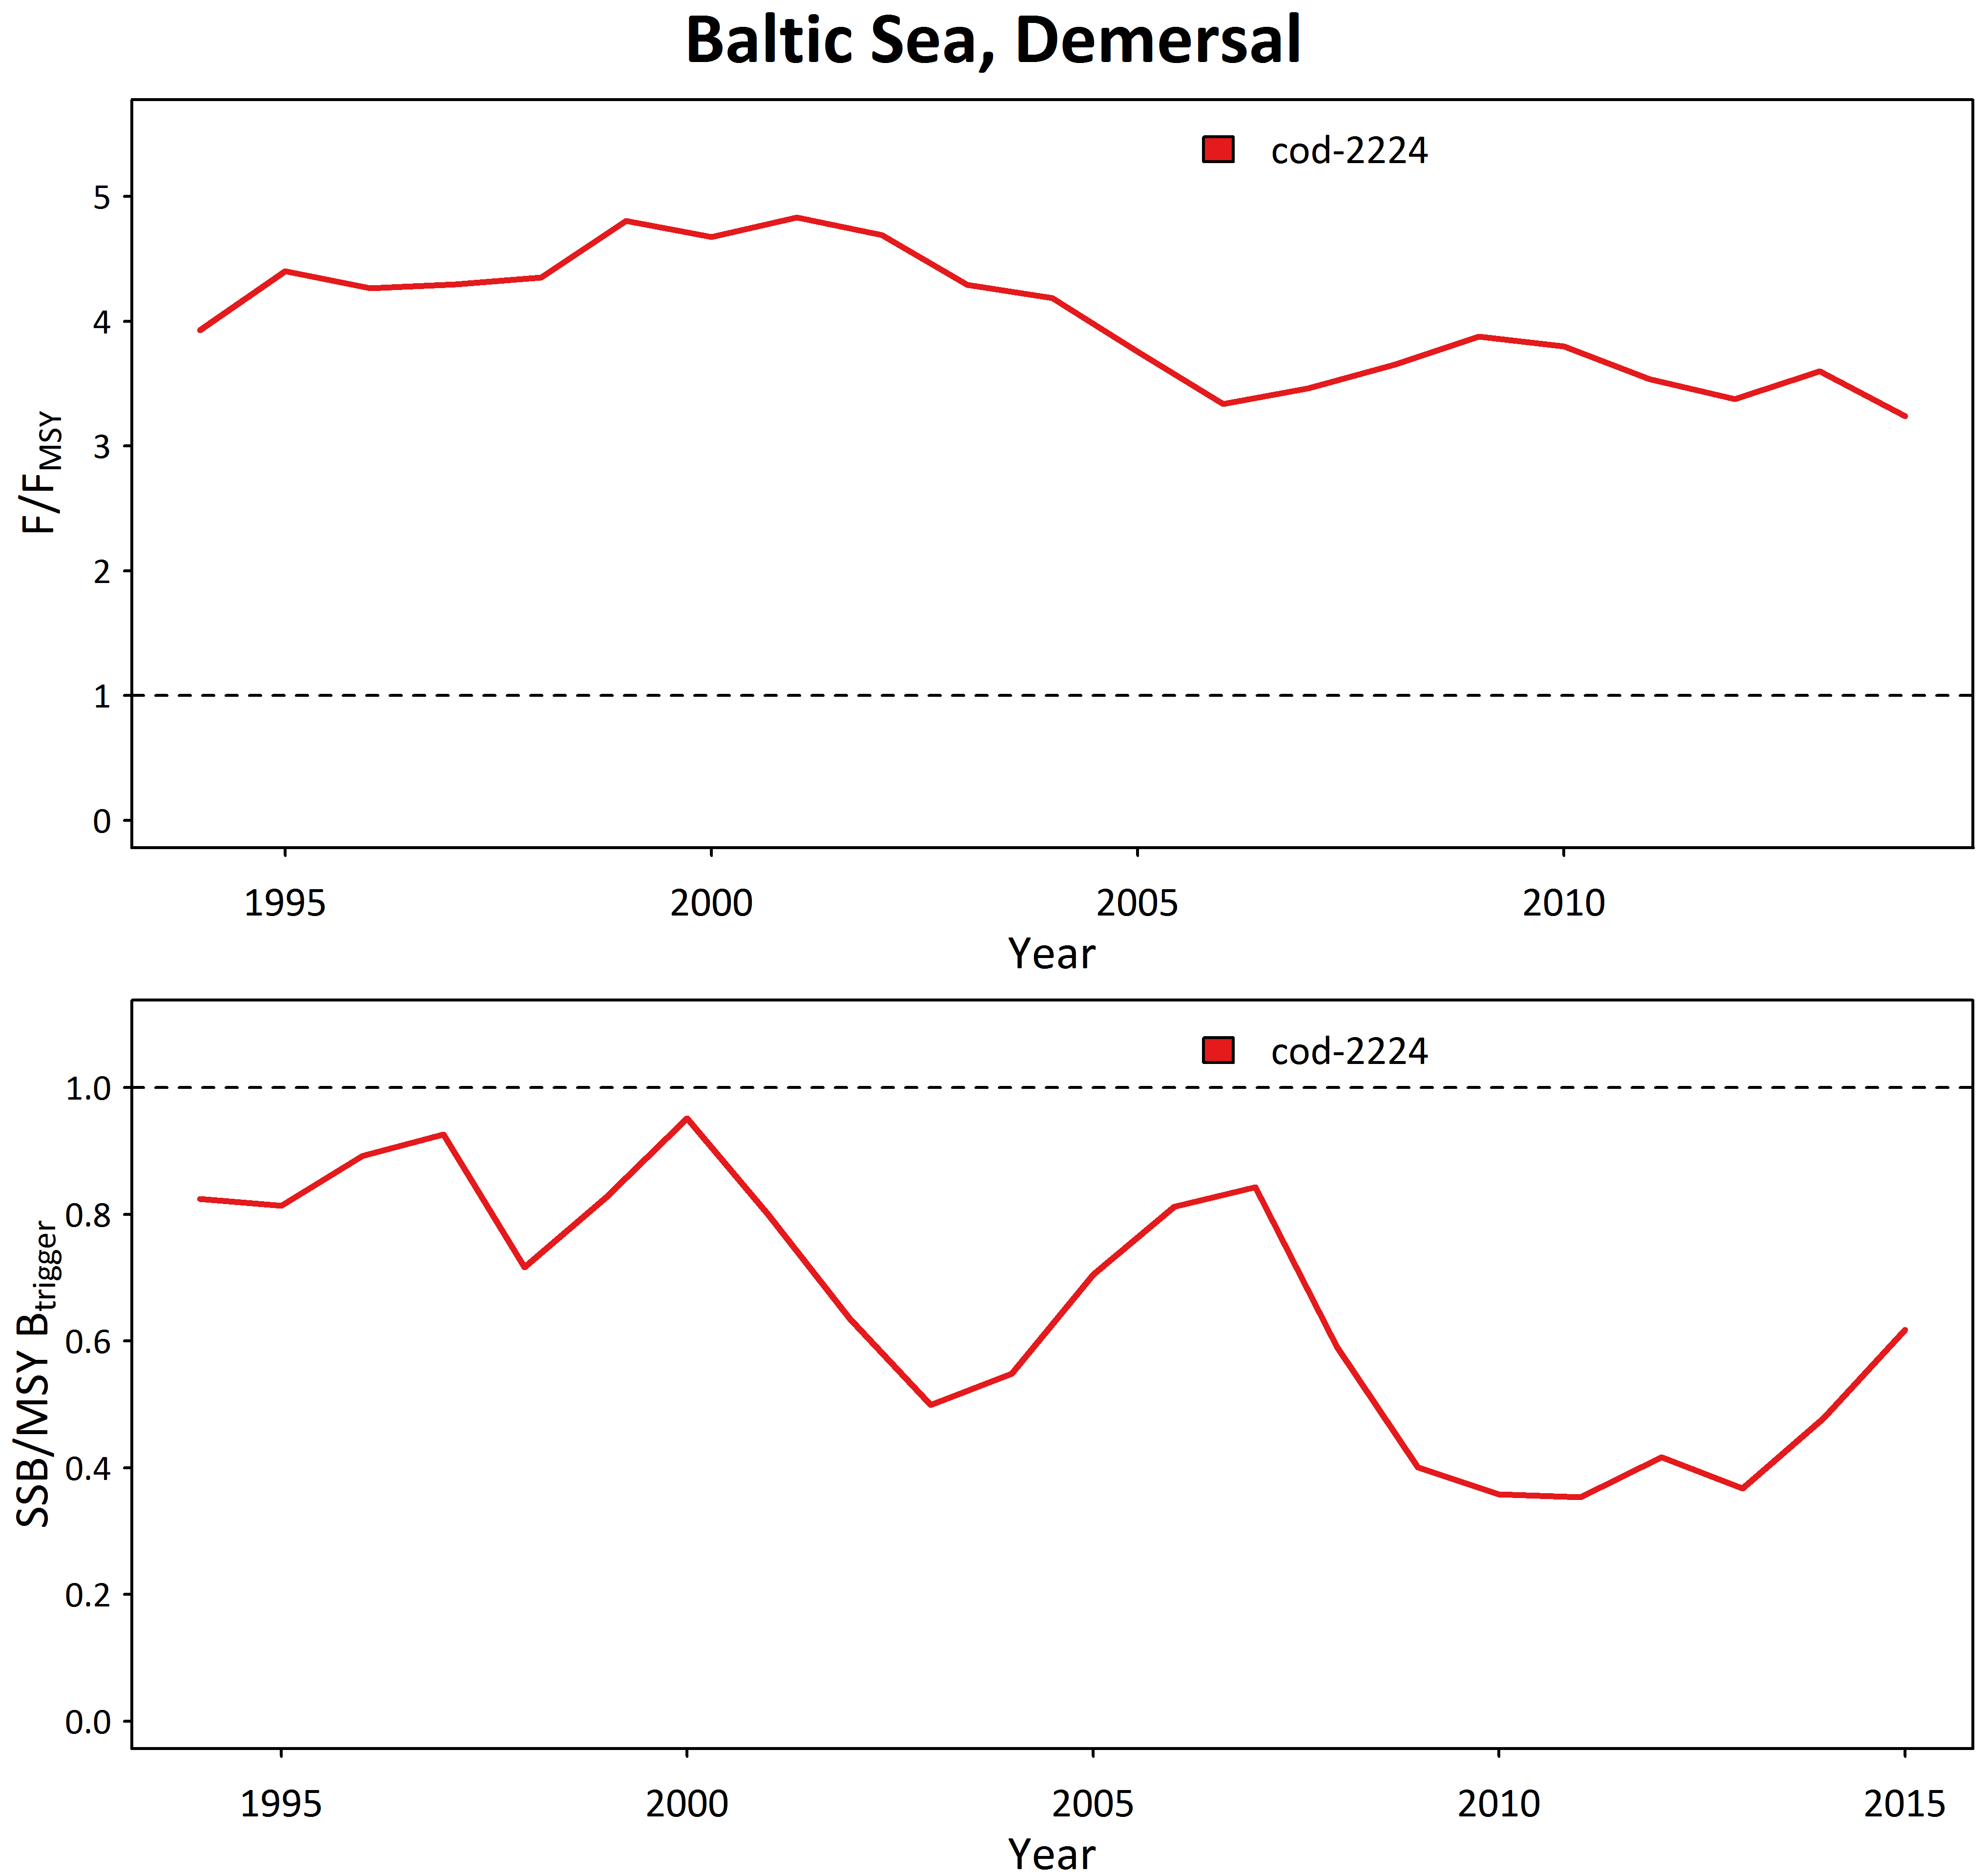 Baltic Sea, Demersal
cod-2224
5
4
3
2
1
0
F/FMSY
1995 2000 2005 2010
Year
cod-2224
1.0
0.8
0.6
0.4
0.2
0.0
SSB/MSY Btrigger
1995 2000 2005 2010 2015
Year